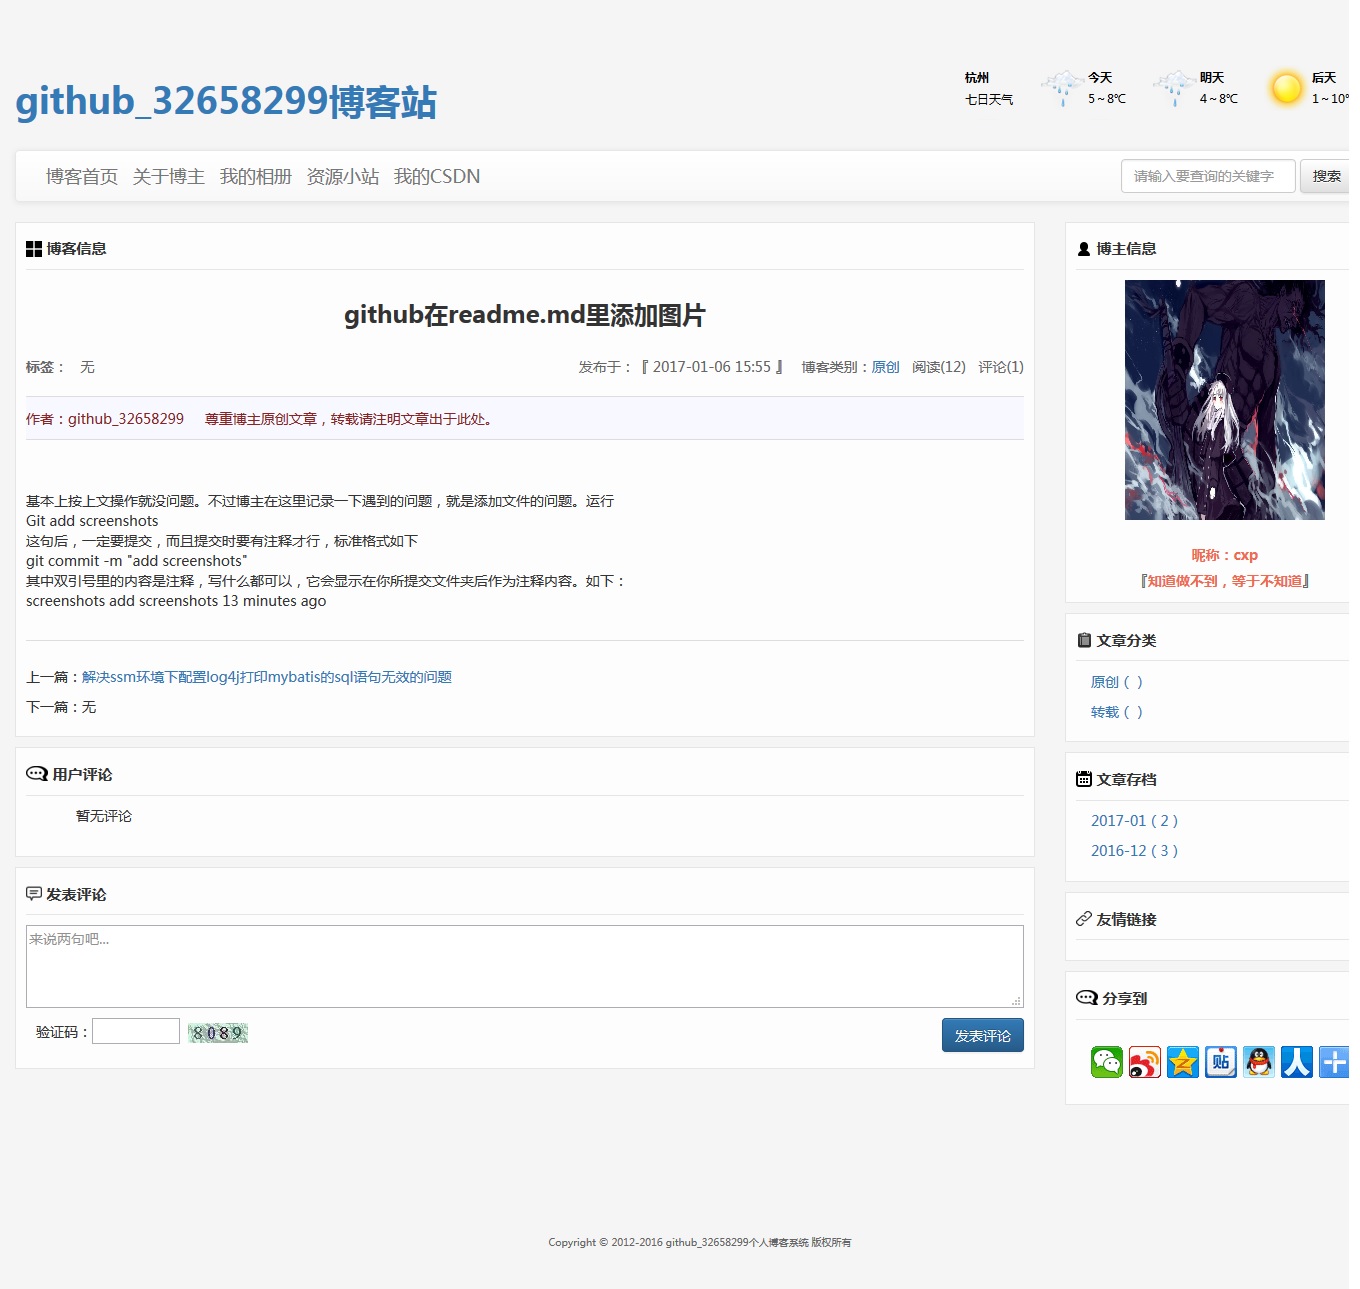 github_32658299博客站
杭州
七日天气
今天
5～8℃
明天
4～8℃
后天
1～10°
博客首页 关于博主 我的相册 资源小站 我的CSDN
请输入要查询的关键字 搜索
博客信息
github在readme.md里添加图片
标签： 无 发布于：『 2017-01-06 15:55 』 博客类别：原创 阅读(12) 评论(1)
作者：github_32658299 尊重博主原创文章，转载请注明文章出于此处。
基本上按上文操作就没问题。不过博主在这里记录一下遇到的问题，就是添加文件的问题。运行
Git add screenshots
这句后，一定要提交，而且提交时要有注释才行，标准格式如下
git commit -m "add screenshots"
其中双引号里的内容是注释，写什么都可以，它会显示在你所提交文件夹后作为注释内容。如下：
screenshots add screenshots 13 minutes ago
上一篇：解决ssm环境下配置log4j打印mybatis的sql语句无效的问题
下一篇：无
用户评论
暂无评论
发表评论
来说两句吧...
验证码： 8089 发表评论
博主信息
昵称：cxp
『知道做不到，等于不知道』
文章分类
原创（ ）
转载（ ）
文章存档
2017-01（2）
2016-12（3）
友情链接
分享到
贴
Copyright © 2012-2016 github_32658299个人博客系统 版权所有